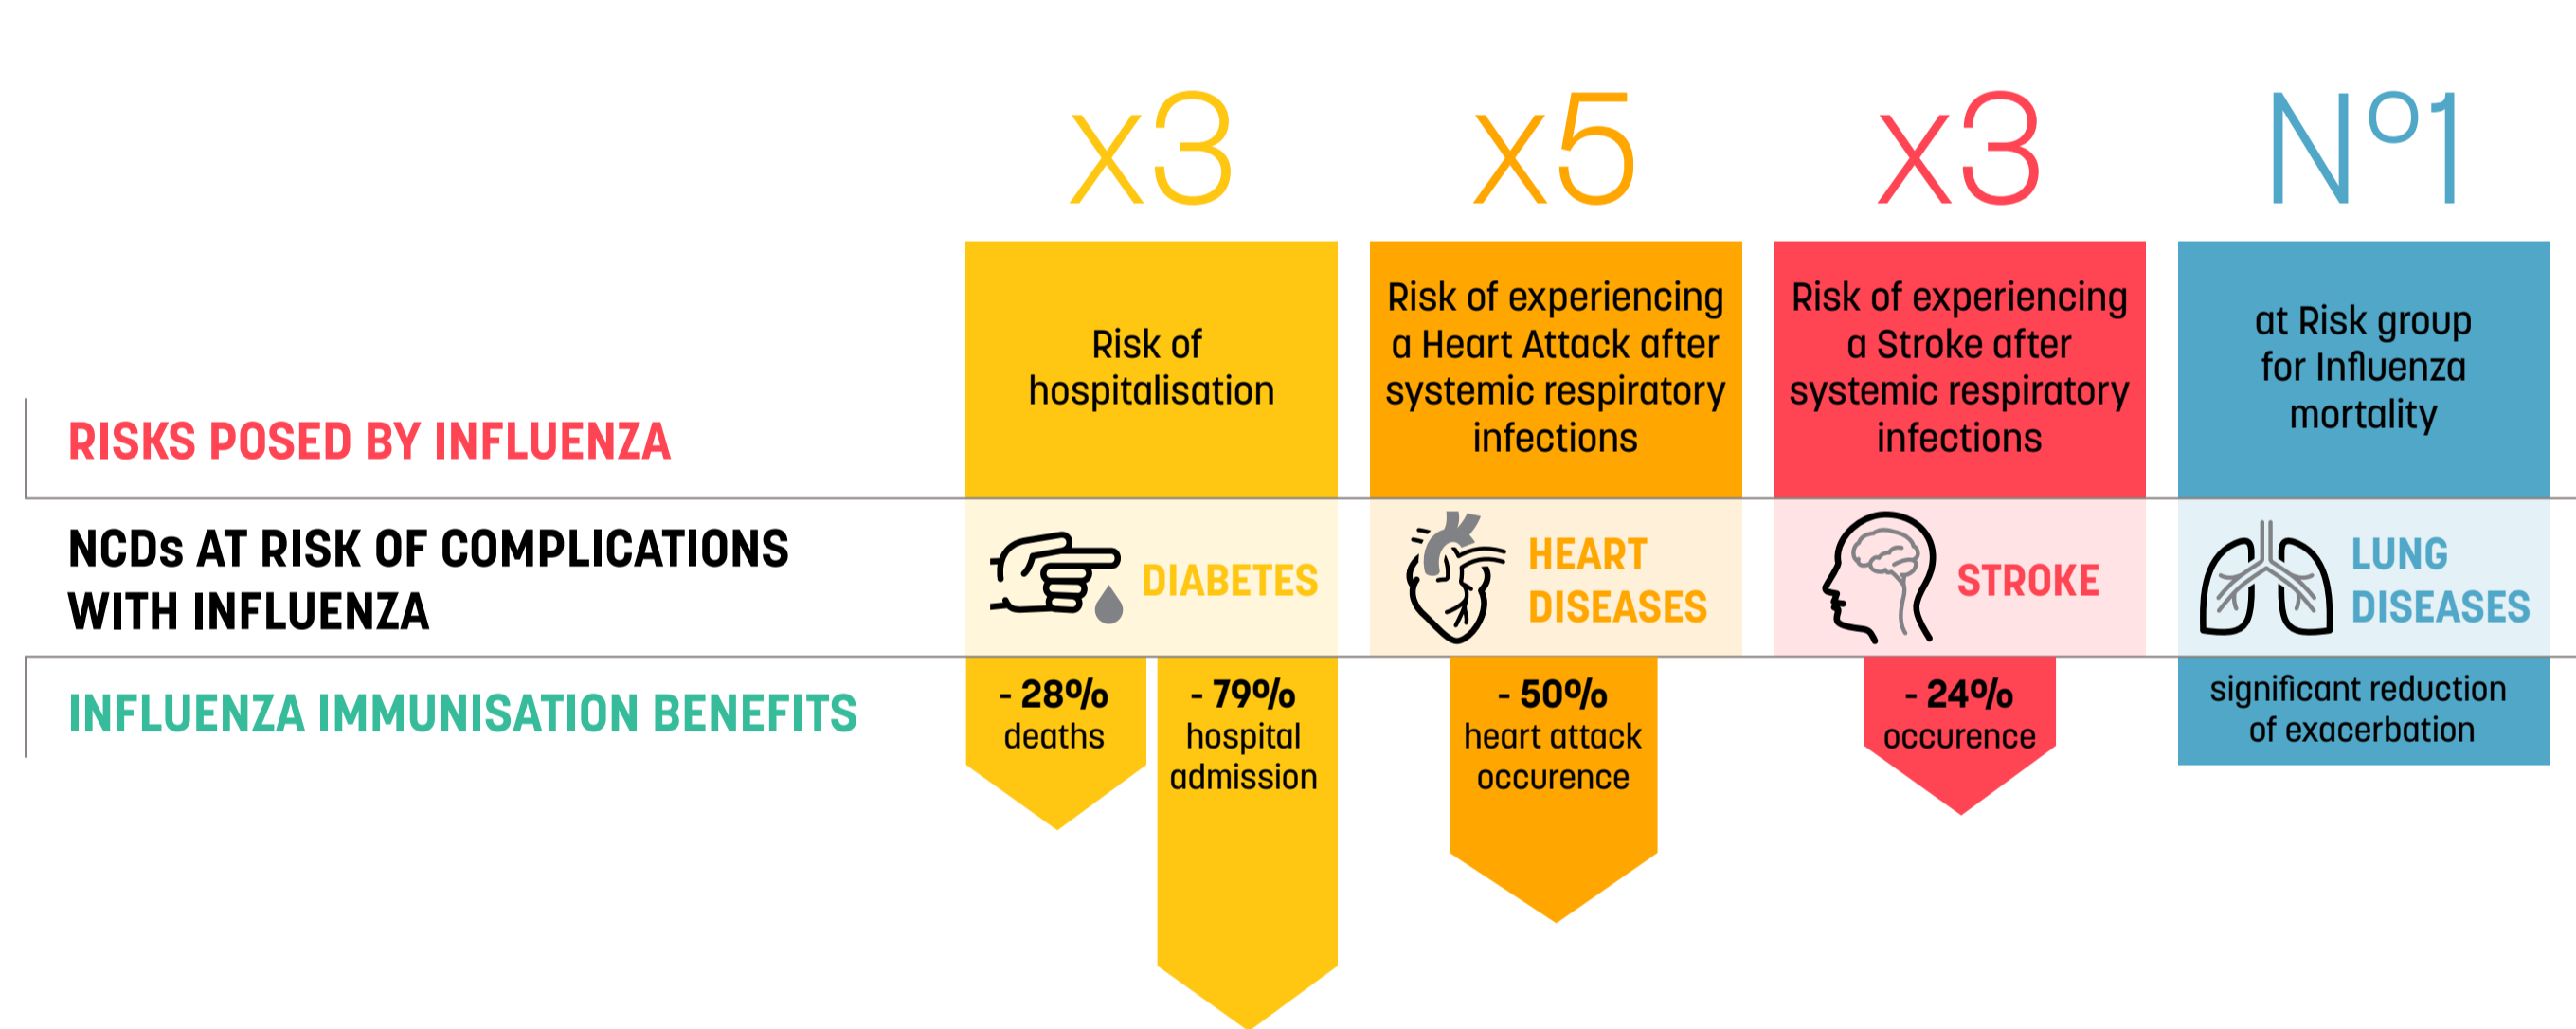 x3
x5
x3
Nº1
Risk of
hospitalisation
Risk of experiencing
a Heart Attack after
systemic respiratory
infections
Risk of experiencing
a Stroke after
systemic respiratory
infections
at Risk group
for Influenza
mortality
RISKS POSED BY INFLUENZA
NCDs AT RISK OF COMPLICATIONS
WITH INFLUENZA
DIABETES
HEART
DISEASES
STROKE
LUNG
DISEASES
INFLUENZA IMMUNISATION BENEFITS
- 28%
deaths
- 79%
hospital
admission
- 50%
heart attack
occurence
- 24%
occurence
significant reduction
of exacerbation